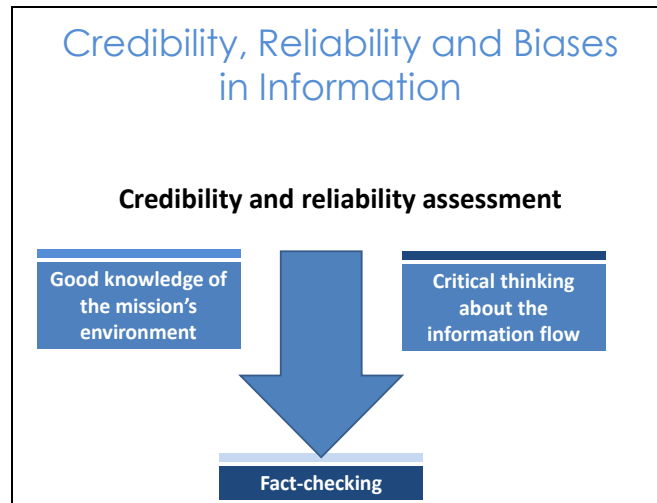 Credibility, Reliability and Biases
in Information
Credibility and reliability assessment
Good knowledge of
the mission’s
environment
Critical thinking
about the
information flow
Fact-checking